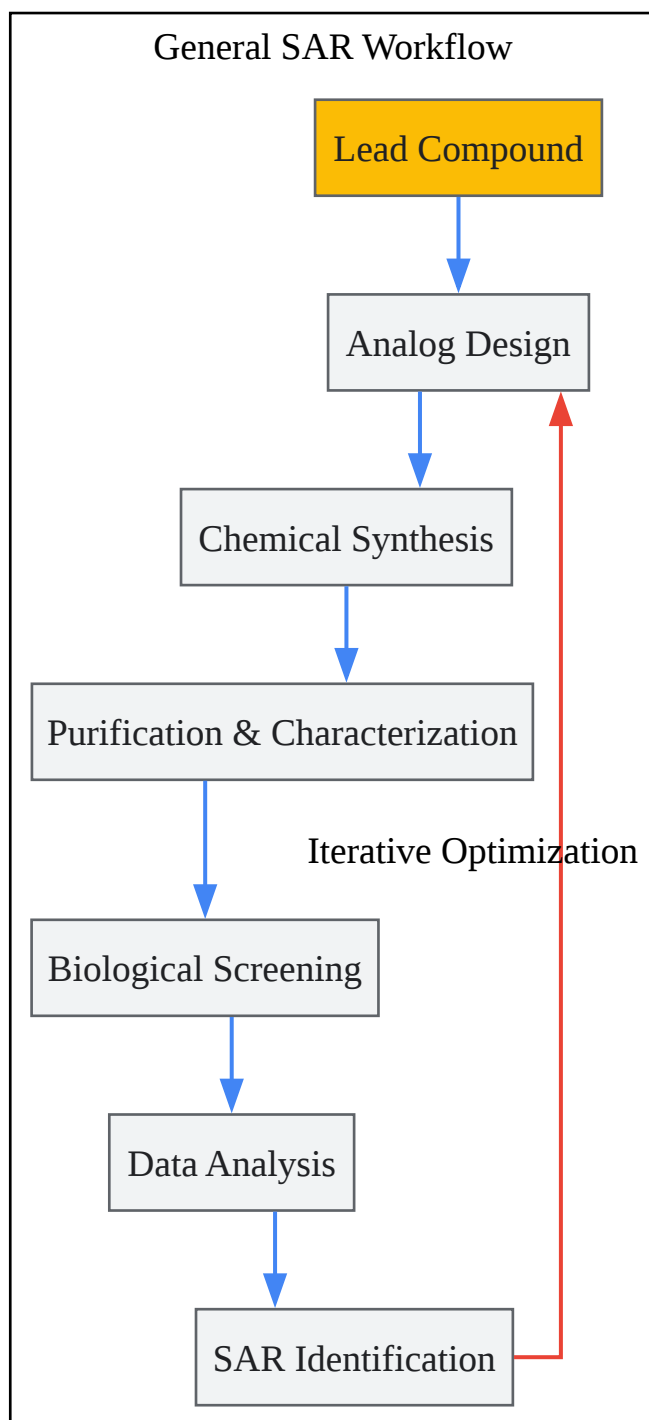 General SAR Workflow
Lead Compound
Analog Design
Chemical Synthesis
Purification & Characterization
Iterative Optimization
Biological Screening
Data Analysis
SAR Identification